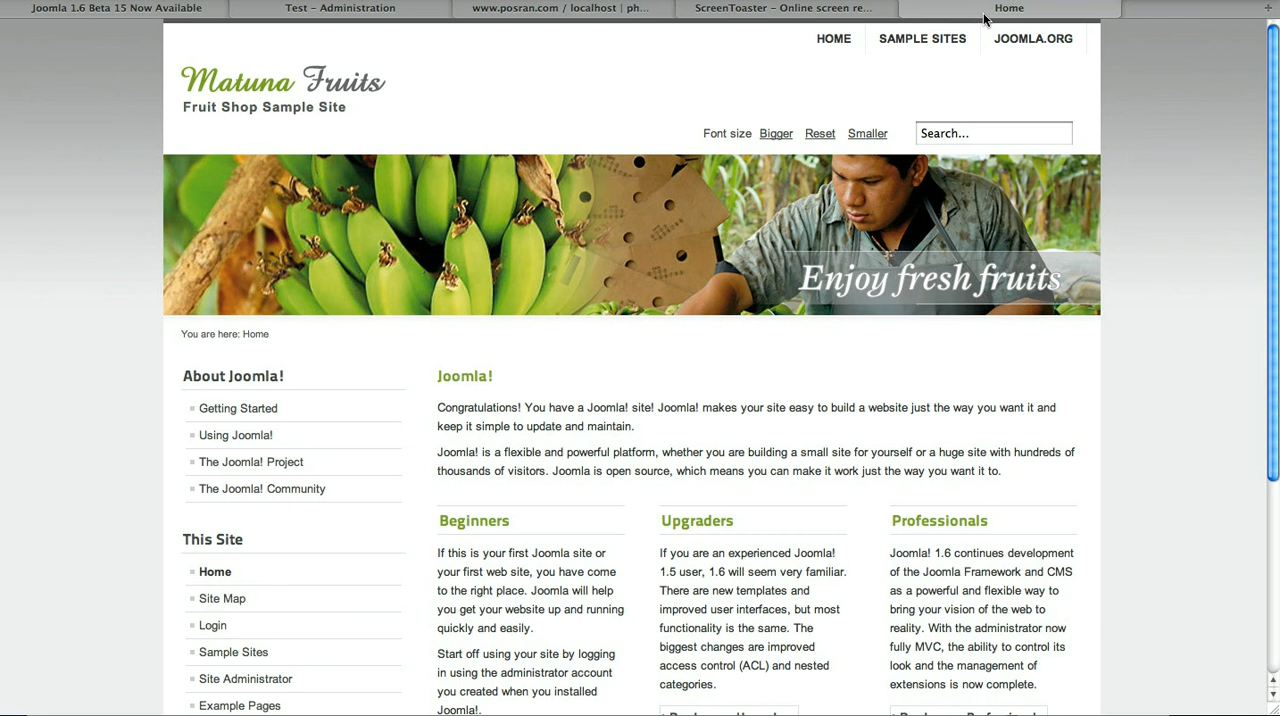 Joomla 1.6 Beta 15 Now Available
Test - Administration
www.posran.com / localhost | ph...
ScreenToaster - Online screen re...
Home
HOME
SAMPLE SITES
JOOMLA.ORG
Matuna Fruits
Fruit Shop Sample Site
Font size Bigger Reset Smaller
Search...
Enjoy fresh fruits
You are here: Home
About Joomla!
Getting Started
Using Joomla!
The Joomla! Project
The Joomla! Community
This Site
Home
Site Map
Login
Sample Sites
Site Administrator
Example Pages
Joomla!
Congratulations! You have a Joomla! site! Joomla! makes your site easy to build a website just the way you want it and
keep it simple to update and maintain.
Joomla! is a flexible and powerful platform, whether you are building a small site for yourself or a huge site with hundreds of
thousands of visitors. Joomla is open source, which means you can make it work just the way you want it to.
Beginners
If this is your first Joomla site or
your first web site, you have come
to the right place. Joomla will help
you get your website up and running
quickly and easily.
Start off using your site by logging
in using the administrator account
you created when you installed
Joomla!.
Upgraders
If you are an experienced Joomla!
1.5 user, 1.6 will seem very familiar.
There are new templates and
improved user interfaces, but most
functionality is the same. The
biggest changes are improved
access control (ACL) and nested
categories.
Professionals
Joomla! 1.6 continues development
of the Joomla Framework and CMS
as a powerful and flexible way to
bring your vision of the web to
reality. With the administrator now
fully MVC, the ability to control its
look and the management of
extensions is now complete.